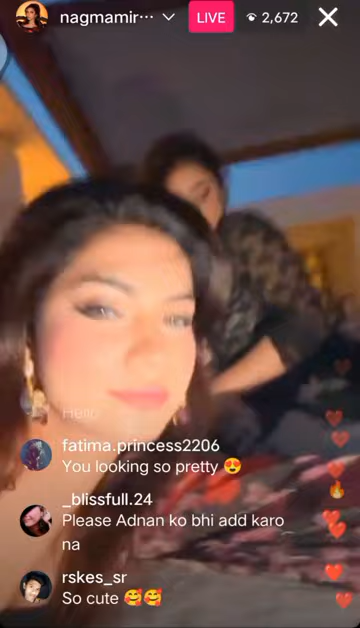 nagmamir...
LIVE
2,672
Hello
fatima.princess2206
You looking so pretty 😍
_blissfull.24
Please Adnan ko bhi add karo
na
rskes_sr
So cute 🥰🥰